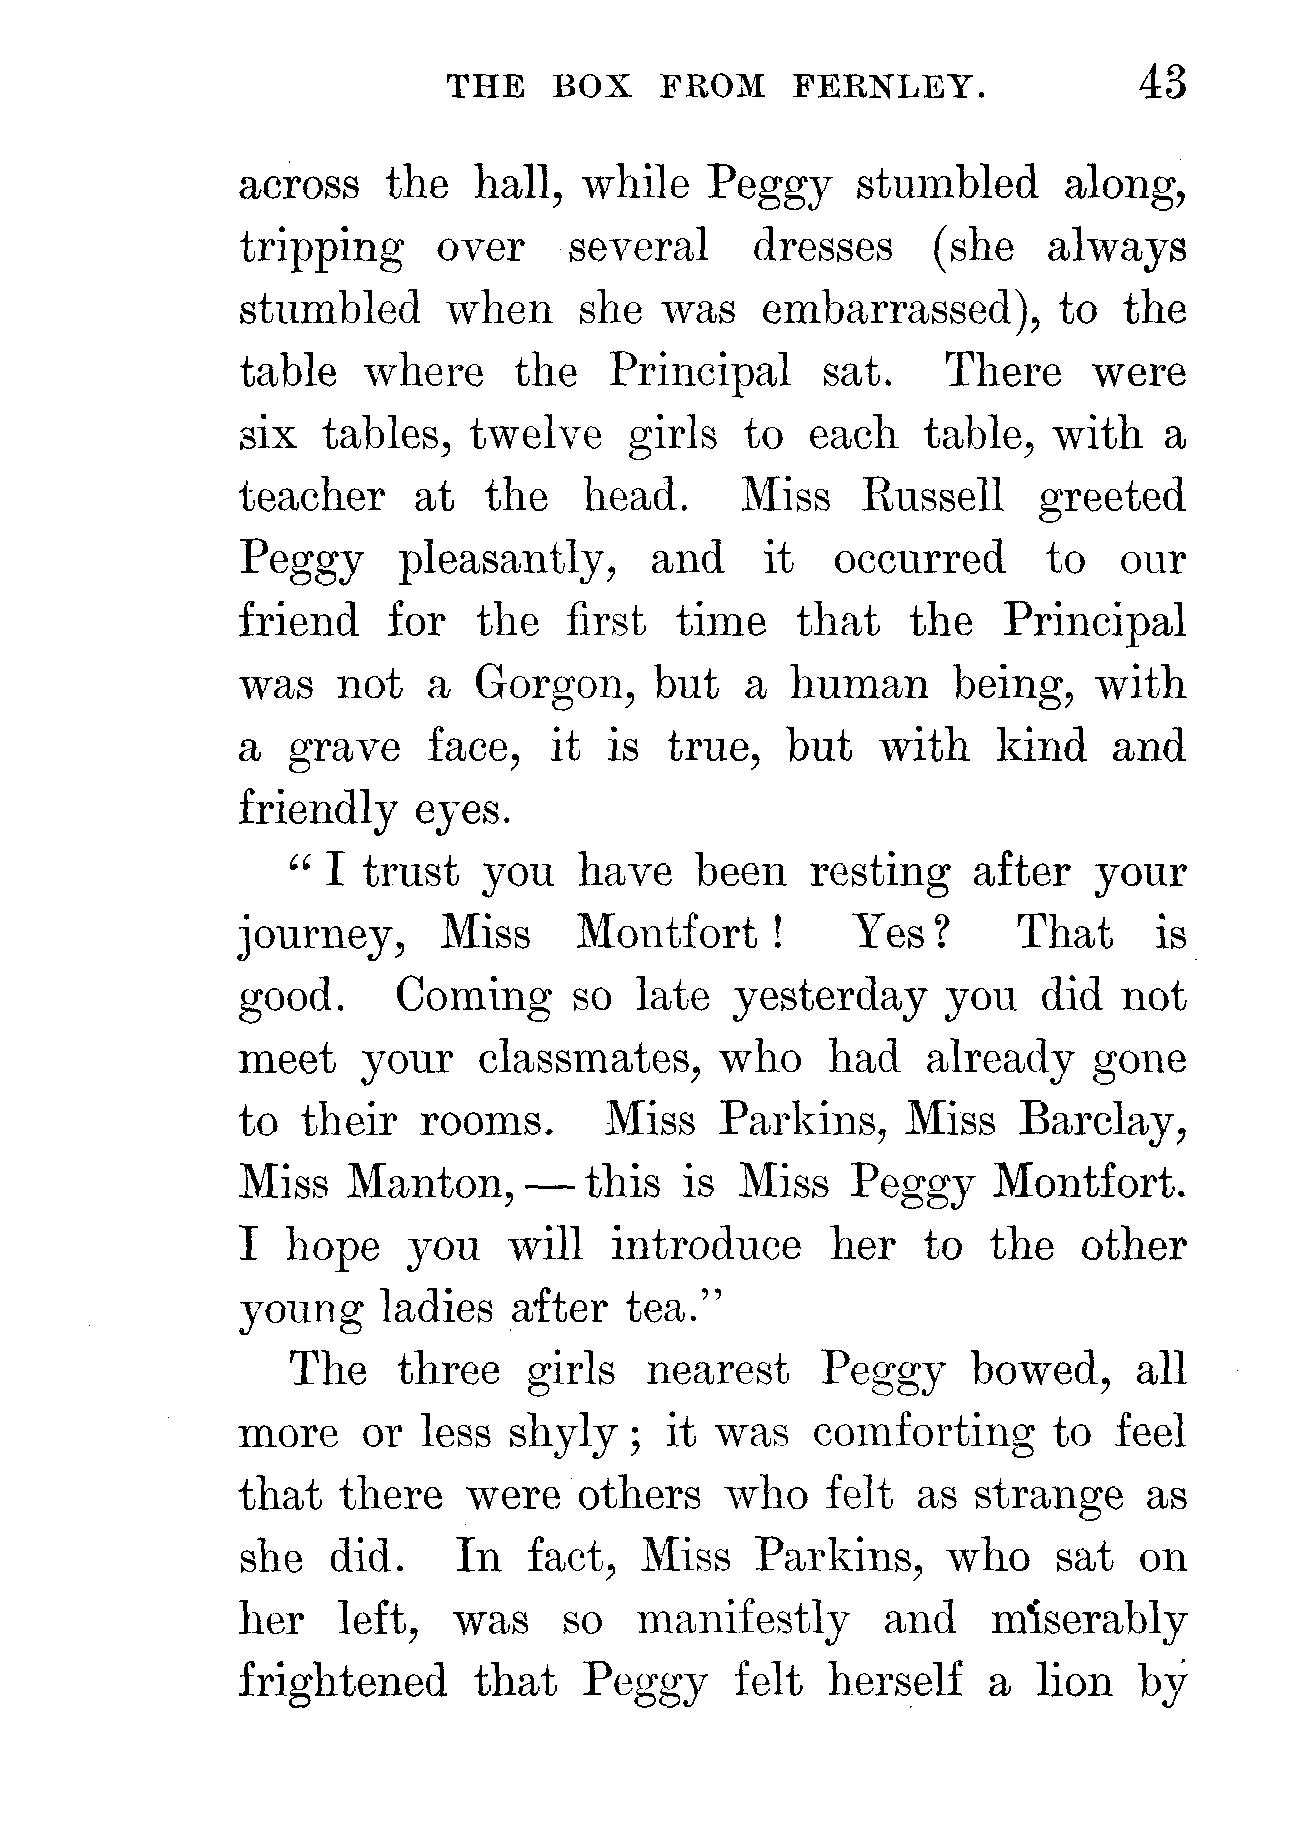 THE BOX FROM FERNLEY. 43
across the hall, while Peggy stumbled along,
tripping over several dresses (she always
stumbled when she was embarrassed), to the
table where the Principal sat. There were
six tables, twelve girls to each table, with a
teacher at the head. Miss Russell greeted
Peggy pleasantly, and it occurred to our
friend for the first time that the Principal
was not a Gorgon, but a human being, with
a grave face, it is true, but with kind and
friendly eyes.
“ I trust you have been resting after your
journey, Miss Montfort ! Yes ? That is
good. Coming so late yesterday you did not
meet your classmates, who had already gone
to their rooms. Miss Parkins, Miss Barclay,
Miss Manton, — this is Miss Peggy Montfort.
I hope you will introduce her to the other
young ladies after tea.”
The three girls nearest Peggy bowed, all
more or less shyly ; it was comforting to feel
that there were others who felt as strange as
she did. In fact, Miss Parkins, who sat on
her left, was so manifestly and miserably
frightened that Peggy felt herself a lion by